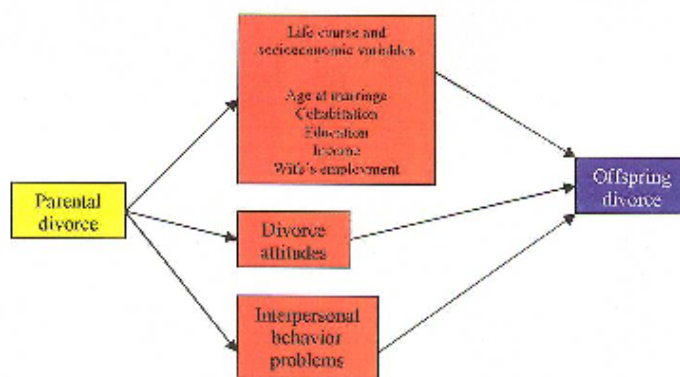 Life course and
socioeconomic variables
Age at marriage
Cohabitation
Education
Income
Wife's employment
Parental
divorce
Divorce
attitudes
Interpersonal
behavior
problems
Offspring
divorce